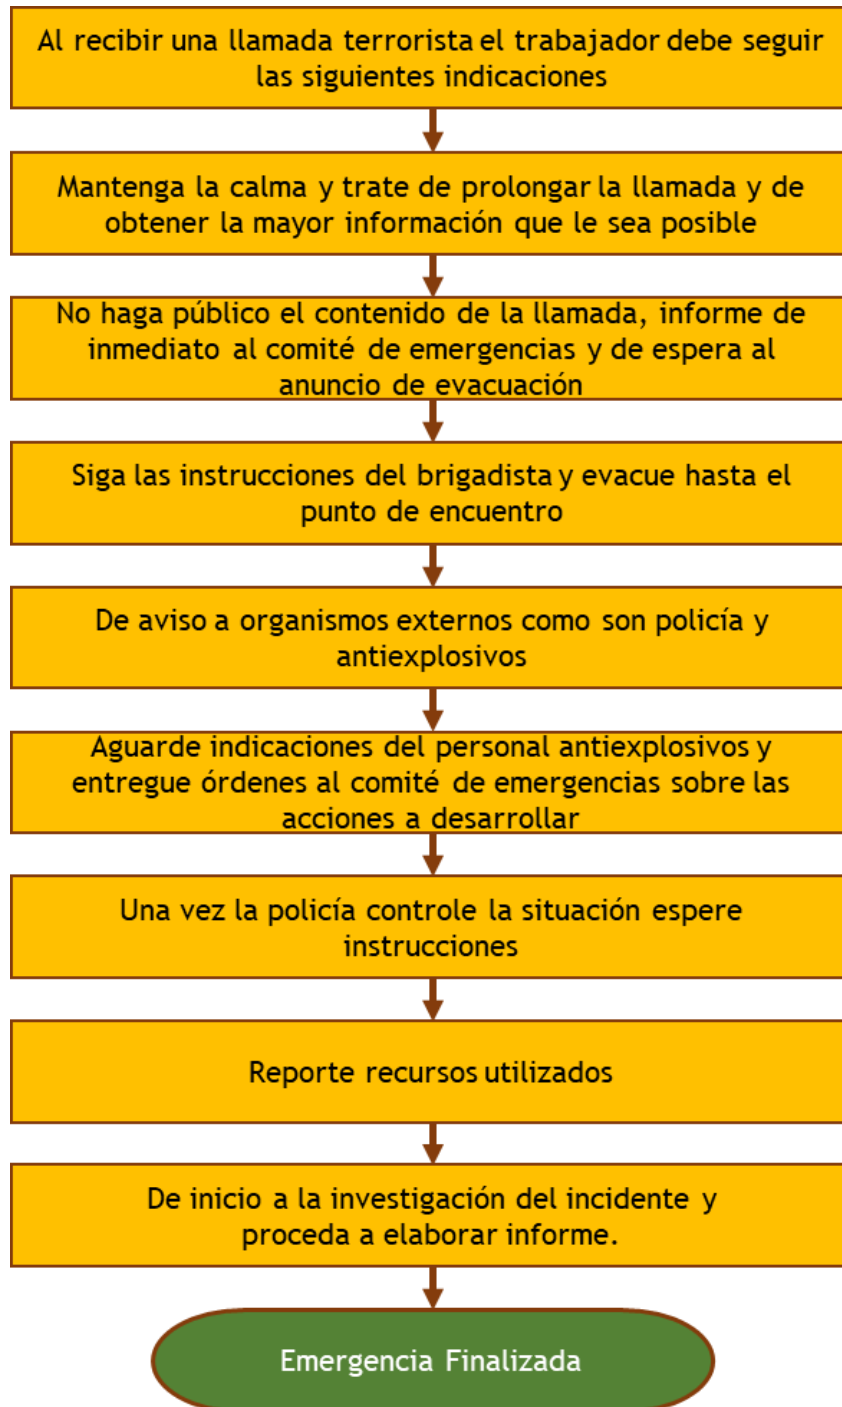 Al recibir una llamada terrorista el trabajador debe seguir
las siguientes indicaciones
Mantenga la calma y trate de prolongar la llamada y de
obtener la mayor información que le sea posible
No haga público el contenido de la llamada, informe de
inmediato al comité de emergencias y de espera al
anuncio de evacuación
Siga las instrucciones del brigadista y evacue hasta el
punto de encuentro
De aviso a organismos externos como son policía y
antiexplosivos
Aguarde indicaciones del personal antiexplosivos y
entregue órdenes al comité de emergencias sobre las
acciones a desarrollar
Una vez la policía controle la situación espere
instrucciones
Reporte recursos utilizados
De inicio a la investigación del incidente y
proceda a elaborar informe.
Emergencia Finalizada